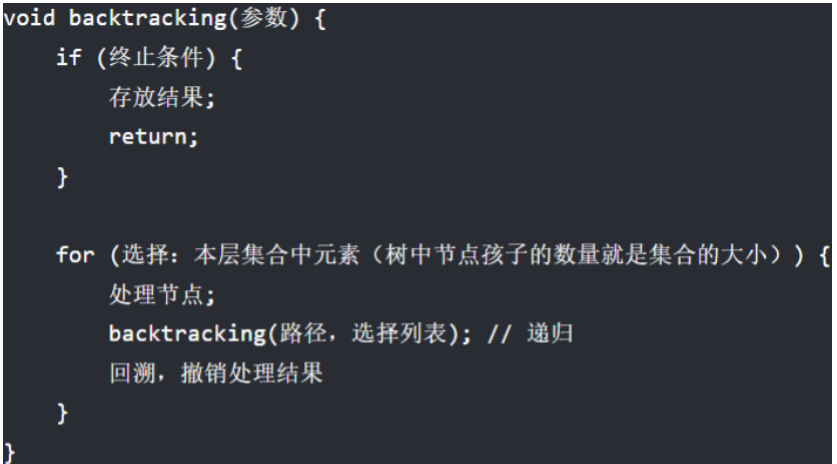 void backtracking(参数) {
    if (终止条件) {
        存放结果;
        return;
    }
    for (选择：本层集合中元素（树中节点孩子的数量就是集合的大小）) {
        处理节点;
        backtracking(路径，选择列表); // 递归
        回溯，撤销处理结果
    }
}